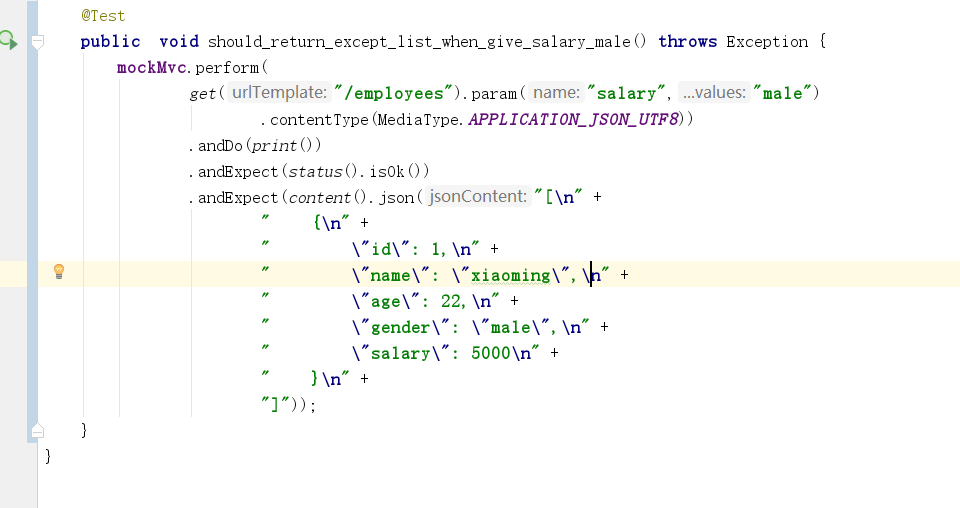 @Test
public  void should_return_except_list_when_give_salary_male() throws Exception {
mockMvc.perform(
get( urlTemplate: "/employees").param( name: "salary", ...values: "male")
.contentType(MediaType.APPLICATION_JSON_UTF8))
.andDo(print())
.andExpect(status().isOk())
.andExpect(content().json( jsonContent: "[\n" +
"    {\n" +
"        \"id\": 1,\n" +
"        \"name\": \"xiaoming\",\n" +
"        \"age\": 22,\n" +
"        \"gender\": \"male\",\n" +
"        \"salary\": 5000\n" +
"    }\n" +
"]"));
}
}